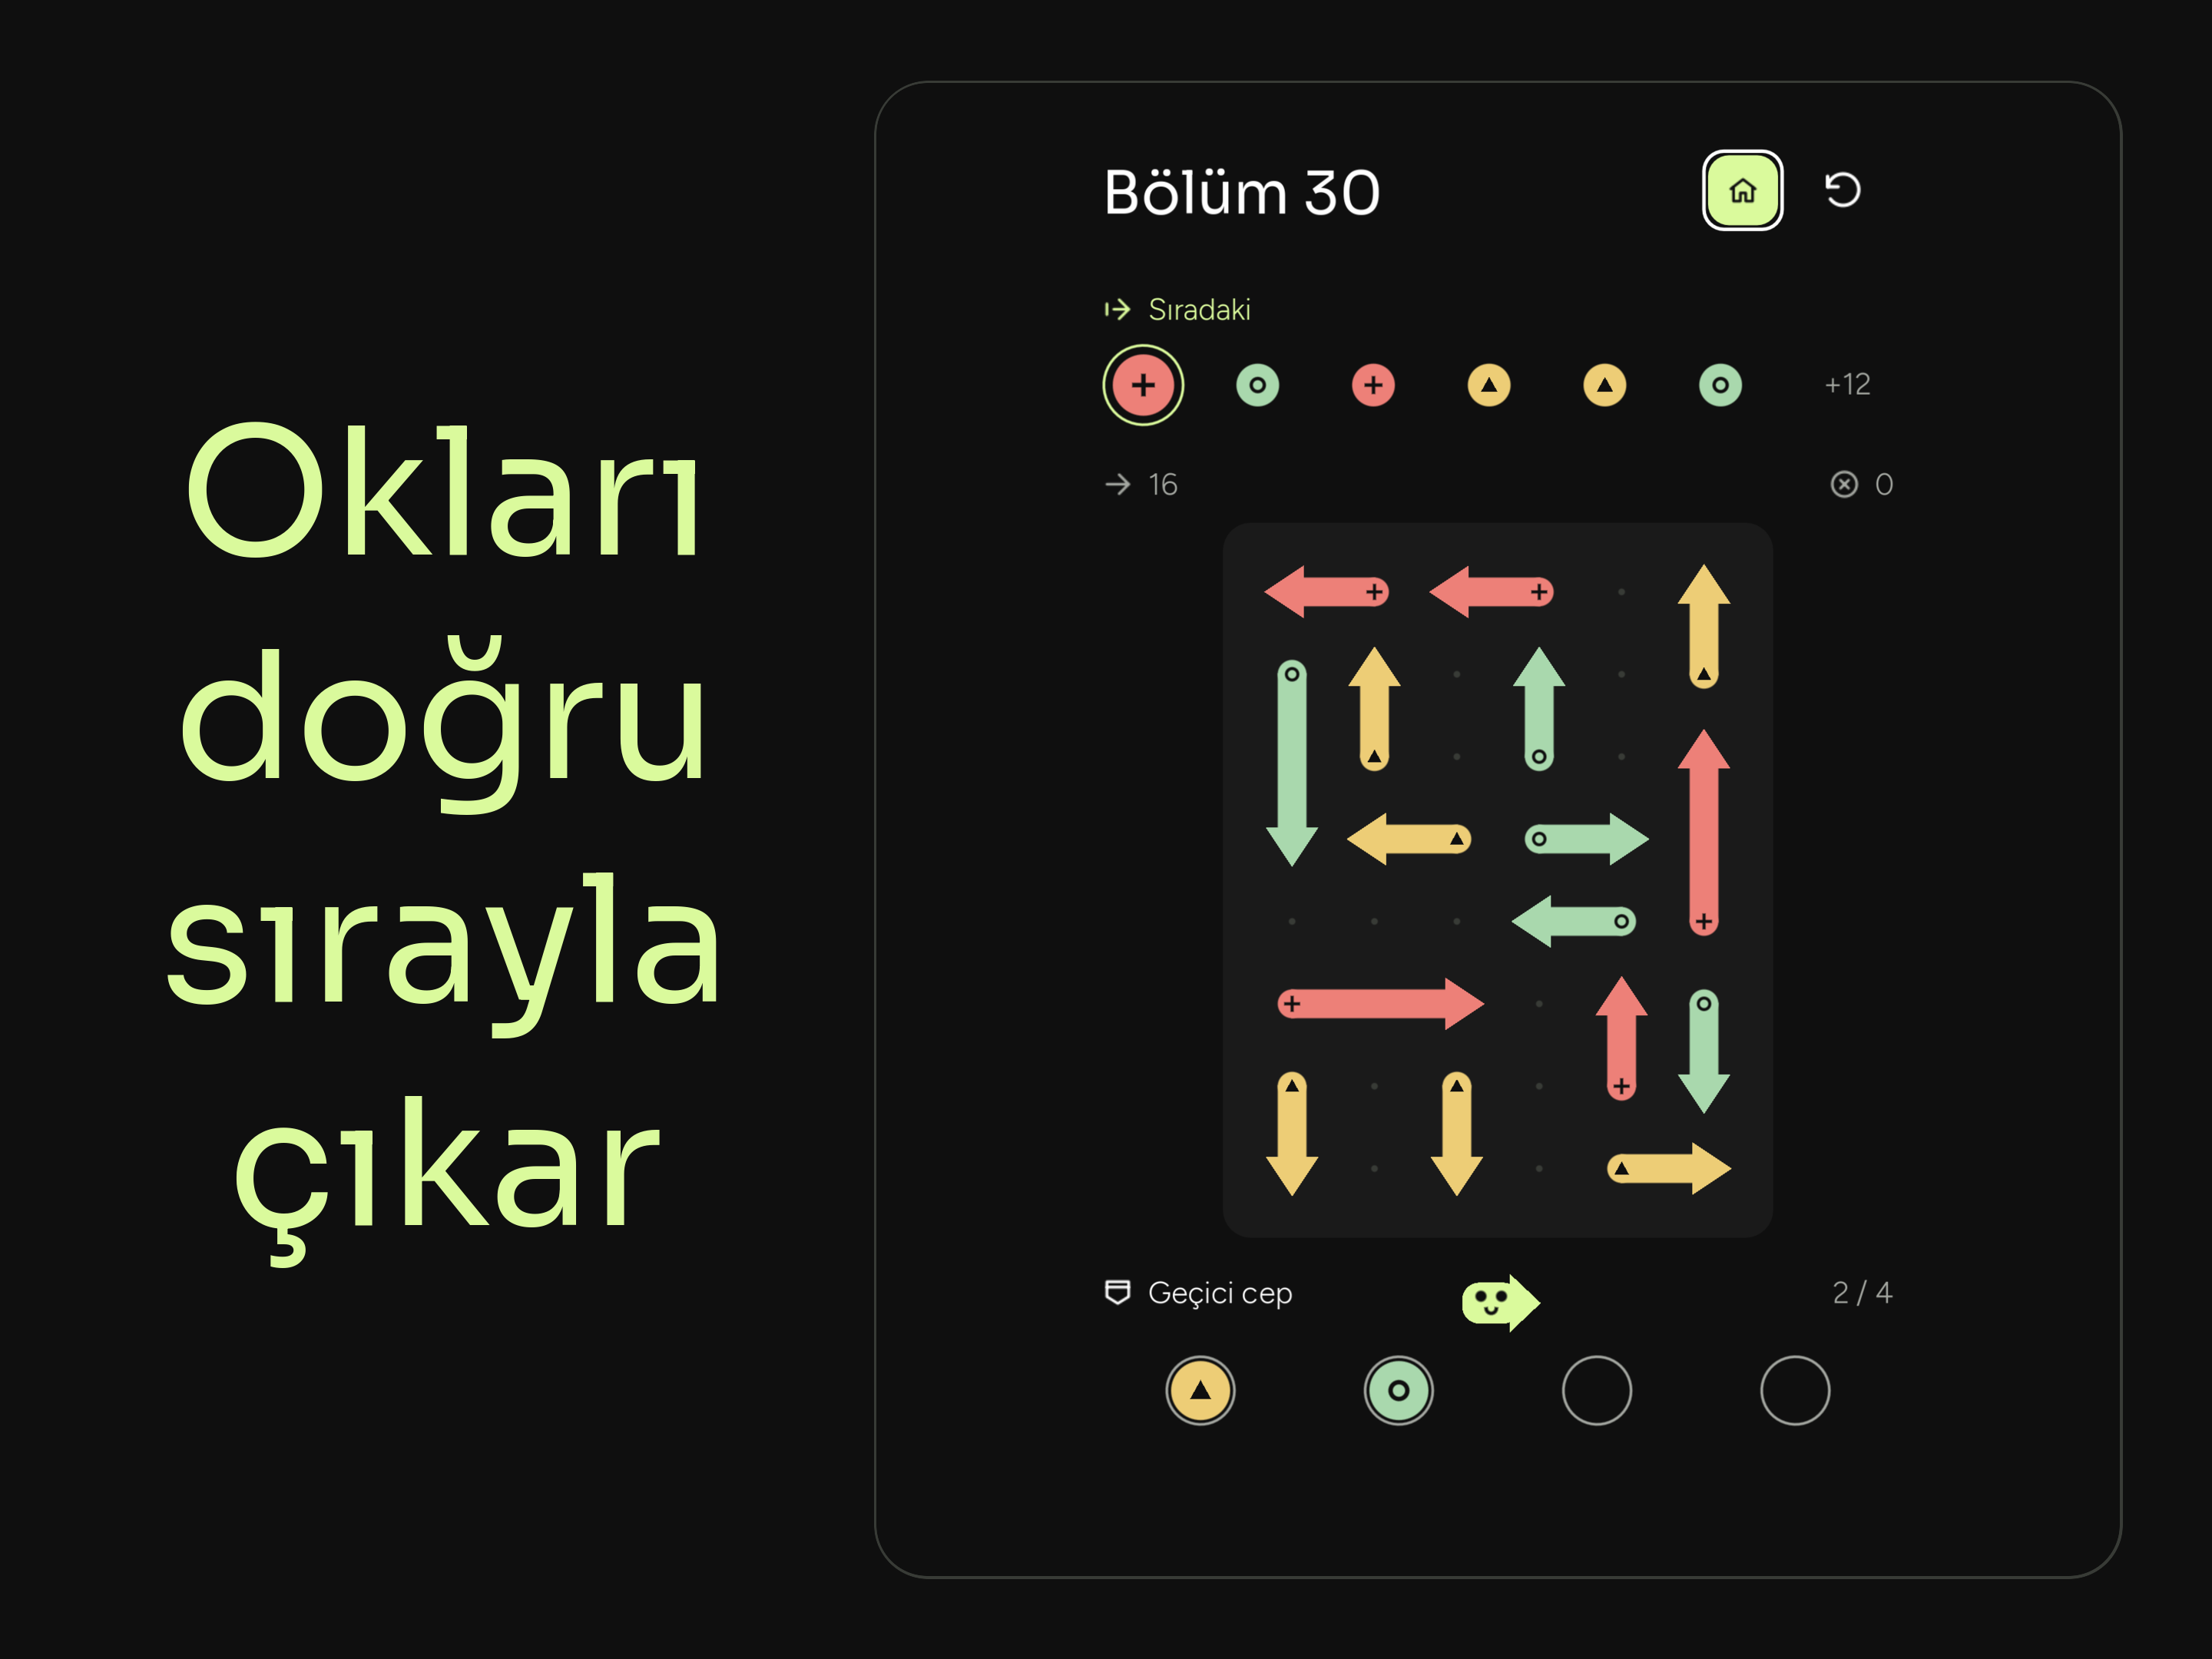 Okları
doğru
sırayla
çıkar
Bölüm 30
Sıradaki
+12
16
0
Geçici cep
2 / 4